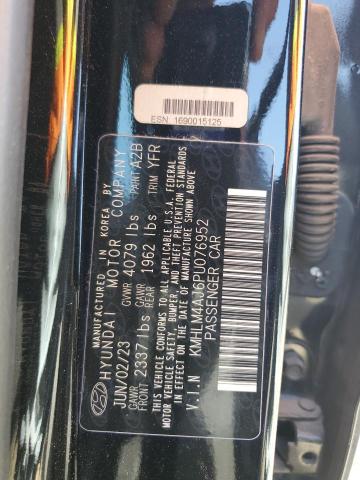 ESN: 1690015125
HYUNDAI MOTOR COMPANY
MANUFACTURED IN KOREA BY
PAINT A2B
TRIM YFR
JUN/02/23
GVWR 4079 lbs
GAWR FRONT 2337 lbs
GAWR REAR 1962 lbs
THIS VEHICLE CONFORMS TO ALL APPLICABLE U.S.A. FEDERAL
MOTOR VEHICLE SAFETY, BUMPER, AND THEFT PREVENTION STANDARDS
IN EFFECT ON THE DATE OF MANUFACTURE SHOWN ABOVE.
V.I.N KMHLM4AJ6PU076952
PASSENGER CAR